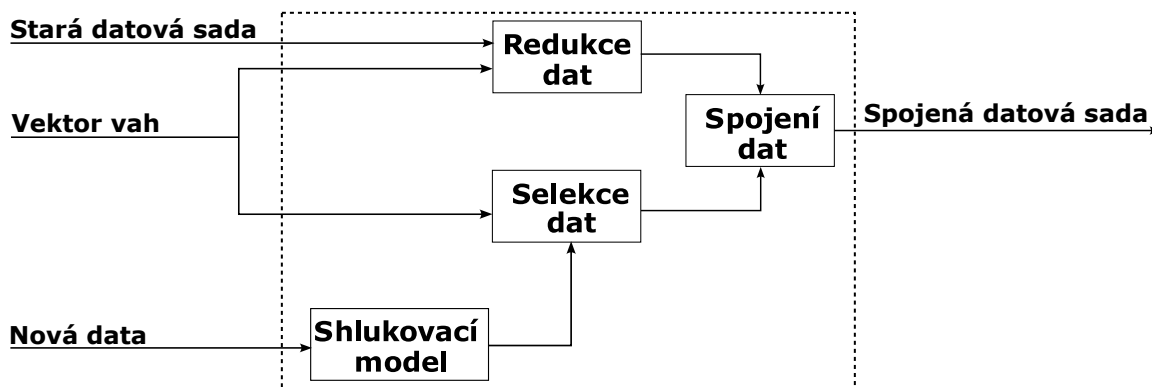 Stará datová sada
Redukce
dat
Vektor vah
Spojení
dat
Spojená datová sada
Selekce
dat
Nová data
Shlukovací
model